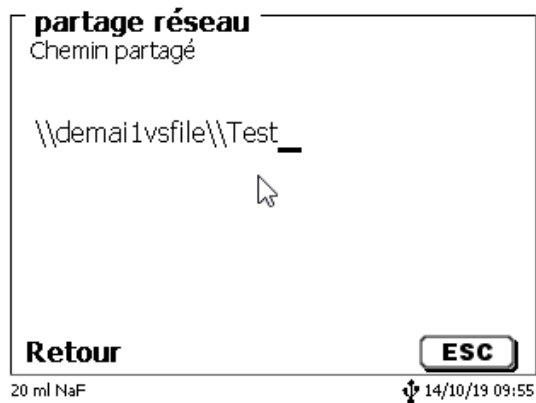 partage réseau
Chemin partagé
\\demai1vsfile\\Test_
Retour
ESC
20 ml NaF
14/10/19 09:55